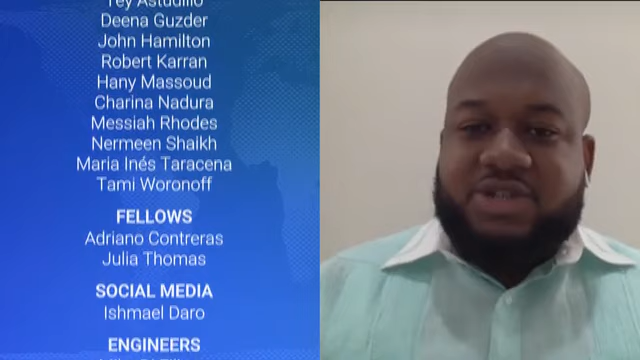 Deena Guzder
John Hamilton
Robert Karran
Hany Massoud
Charina Nadura
Messiah Rhodes
Nermeen Shaikh
Maria Inés Taracena
Tami Woronoff
FELLOWS
Adriano Contreras
Julia Thomas
SOCIAL MEDIA
Ishmael Daro
ENGINEERS